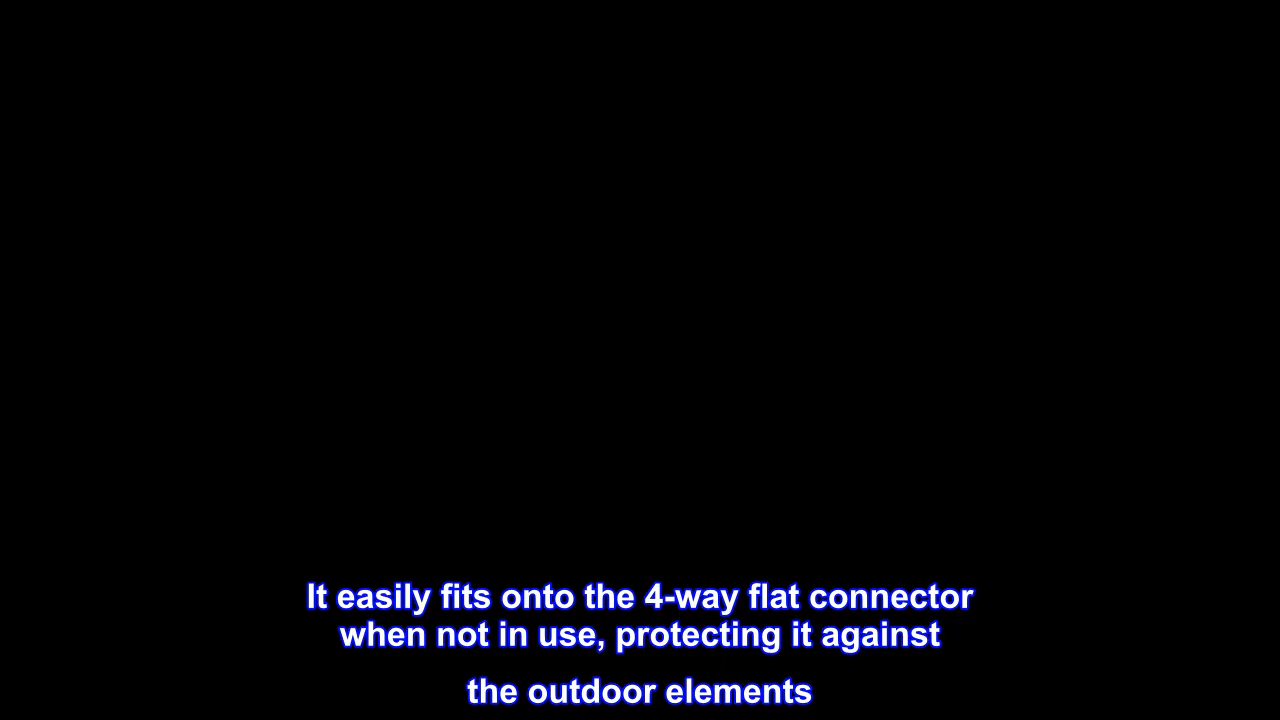 It easily fits onto the 4-way flat connector
when not in use, protecting it against
the outdoor elements